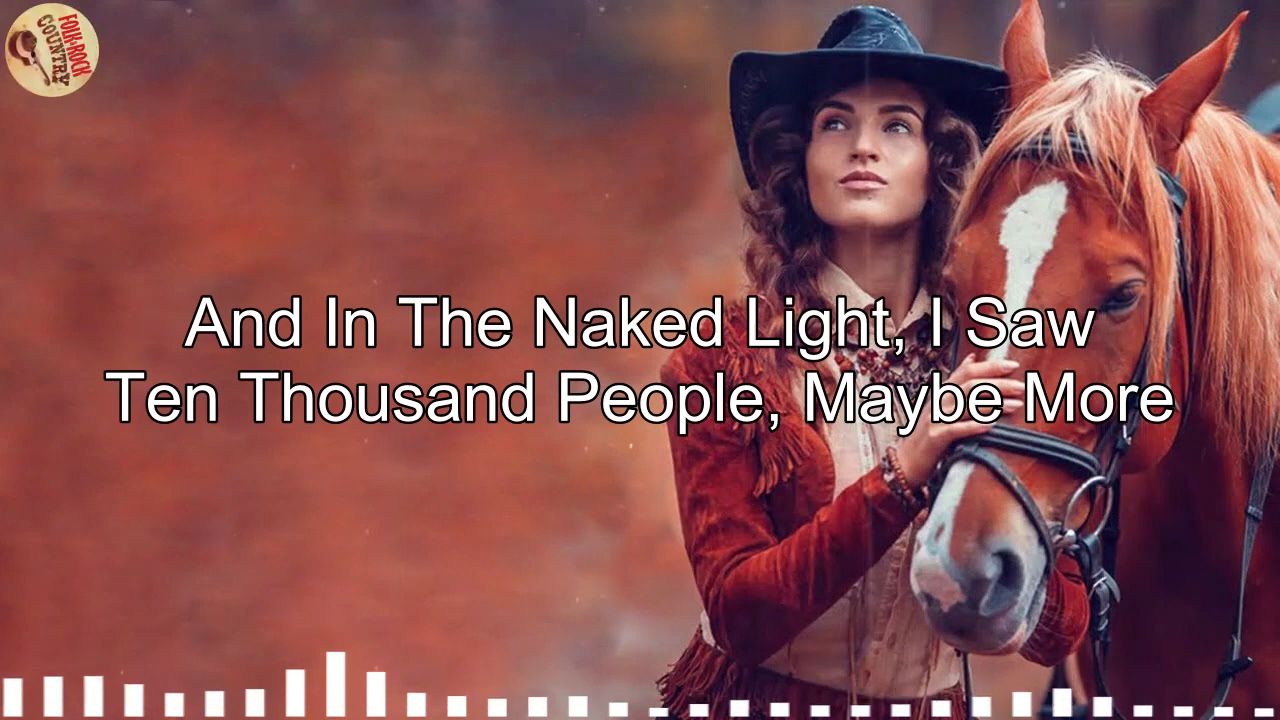 FOLK-ROCK
COUNTRY
And In The Naked Light, I Saw
Ten Thousand People, Maybe More